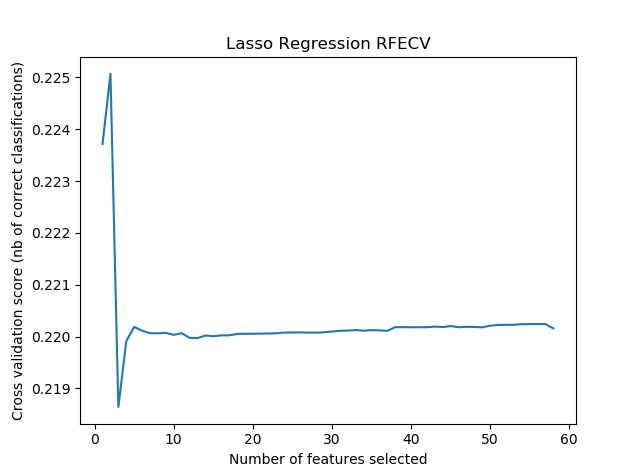 Lasso Regression RFECV
Cross validation score (nb of correct classifications)
0.225
0.224
0.223
0.222
0.221
0.220
0.219
0 10 20 30 40 50 60
Number of features selected